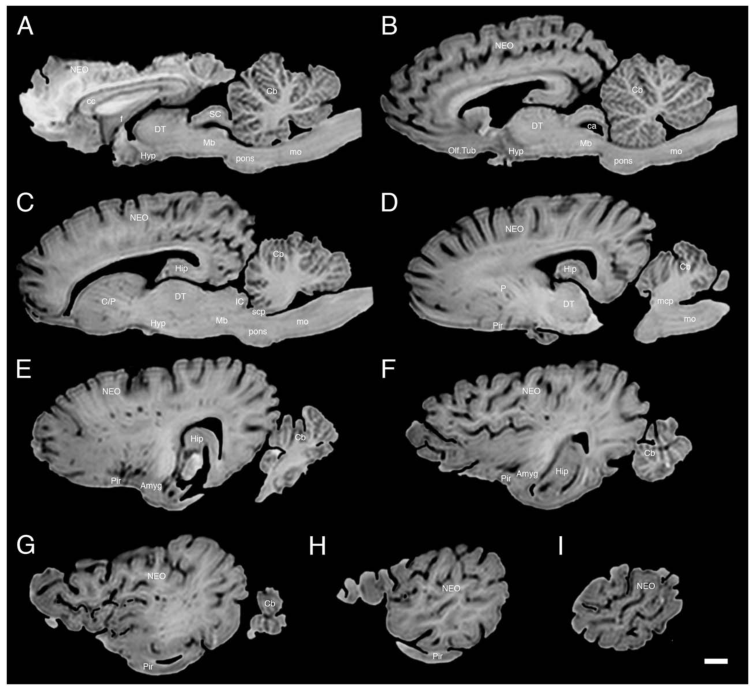 A
NEO
cc
f
DT
SC
Cb
Hyp
Mb
pons
mo
B
NEO
Cb
DT
ca
Olf.Tub
Hyp
Mb
pons
mo
C
NEO
Cb
Hip
C/P
DT
IC
scp
Hyp
Mb
pons
mo
D
NEO
Cb
Hip
P
DT
mcp
Pir
mo
E
NEO
Hip
Cb
Pir
Amyg
F
NEO
Cb
Pir
Amyg
Hip
G
NEO
Cb
Pir
H
NEO
Pir
I
NEO